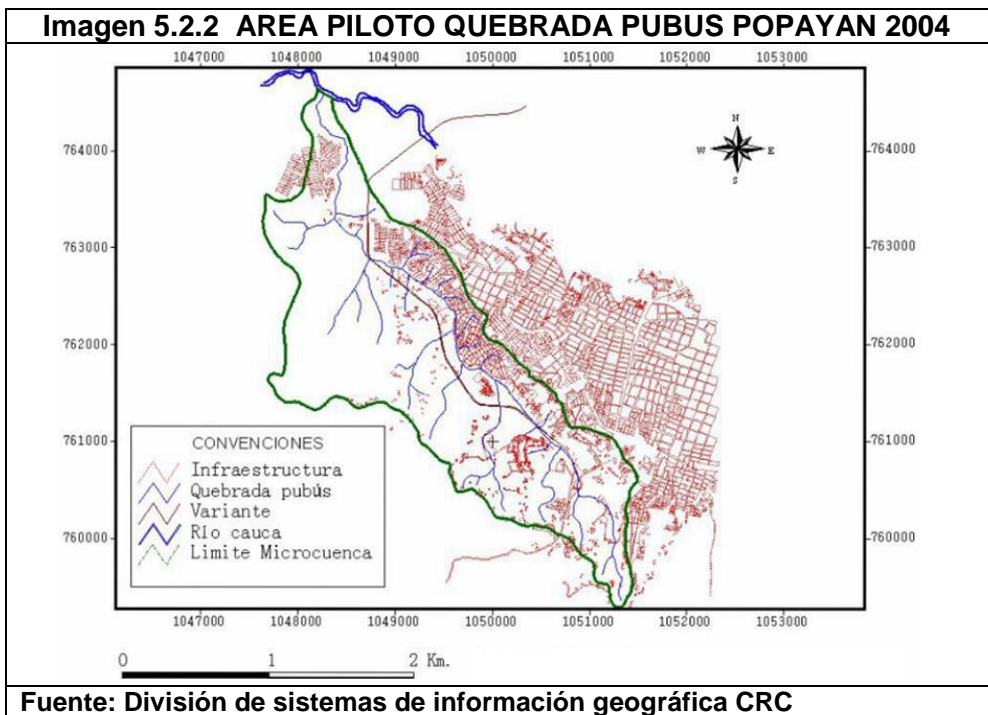 Imagen 5.2.2 AREA PILOTO QUEBRADA PUBUS POPAYAN 2004
1047000 1048000 1049000 1050000 1051000 1052000 1053000
N
W E
S
764000 764000
763000 763000
762000 762000
761000 761000
760000 760000
CONVENCIONES
Infraestructura
Quebrada pubús
Variante
Río cauca
Limite Microcuenca
1047000 1048000 1049000 1050000 1051000 1052000 1053000
0 1 2 Km.
Fuente: División de sistemas de información geográfica CRC